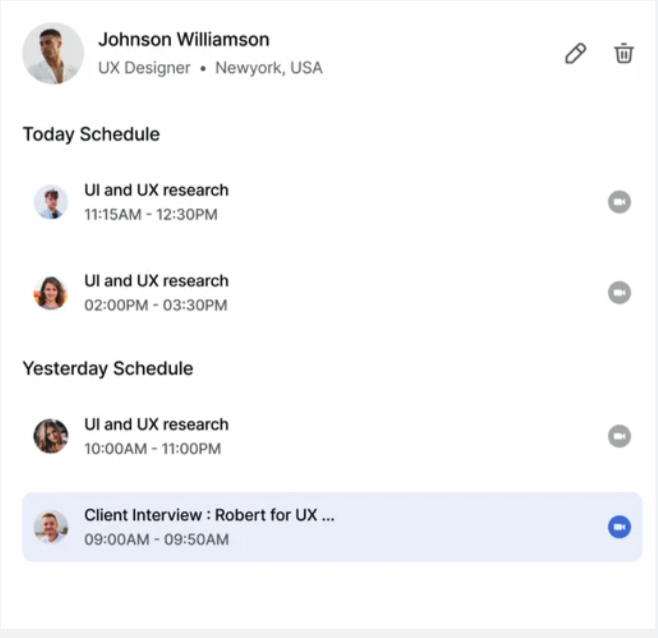 Johnson Williamson
UX Designer • Newyork, USA
Today Schedule
UI and UX research
11:15AM - 12:30PM
UI and UX research
02:00PM - 03:30PM
Yesterday Schedule
UI and UX research
10:00AM - 11:00PM
Client Interview : Robert for UX ...
09:00AM - 09:50AM